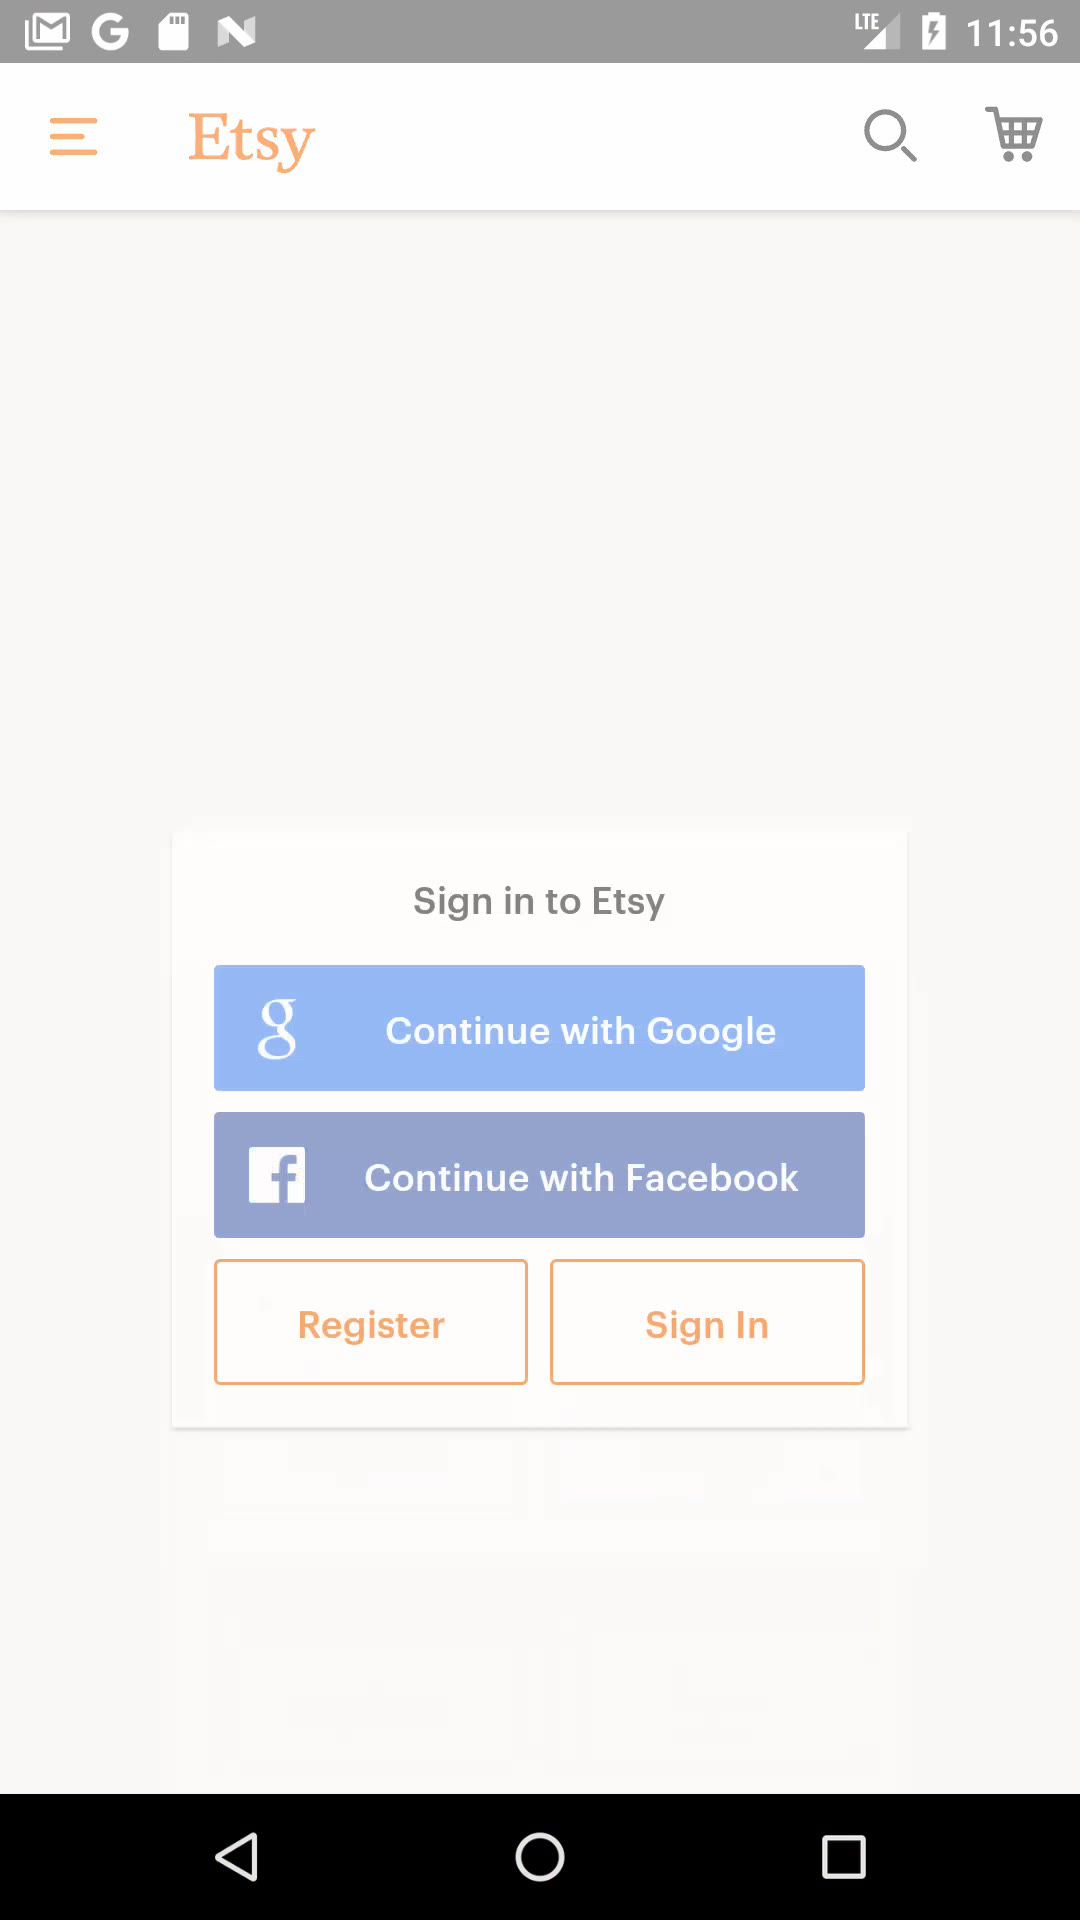 LTE 11:56
Etsy
Sign in to Etsy
g Continue with Google
f Continue with Facebook
Register Sign In